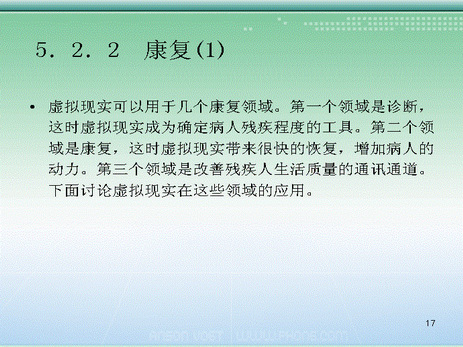 5．2．2 康复(1)
• 虚拟现实可以用于几个康复领域。第一个领域是诊断，
这时虚拟现实成为确定病人残疾程度的工具。第二个领
域是康复，这时虚拟现实带来很快的恢复，增加病人的
动力。第三个领域是改善残疾人生活质量的通讯通道。
下面讨论虚拟现实在这些领域的应用。
17